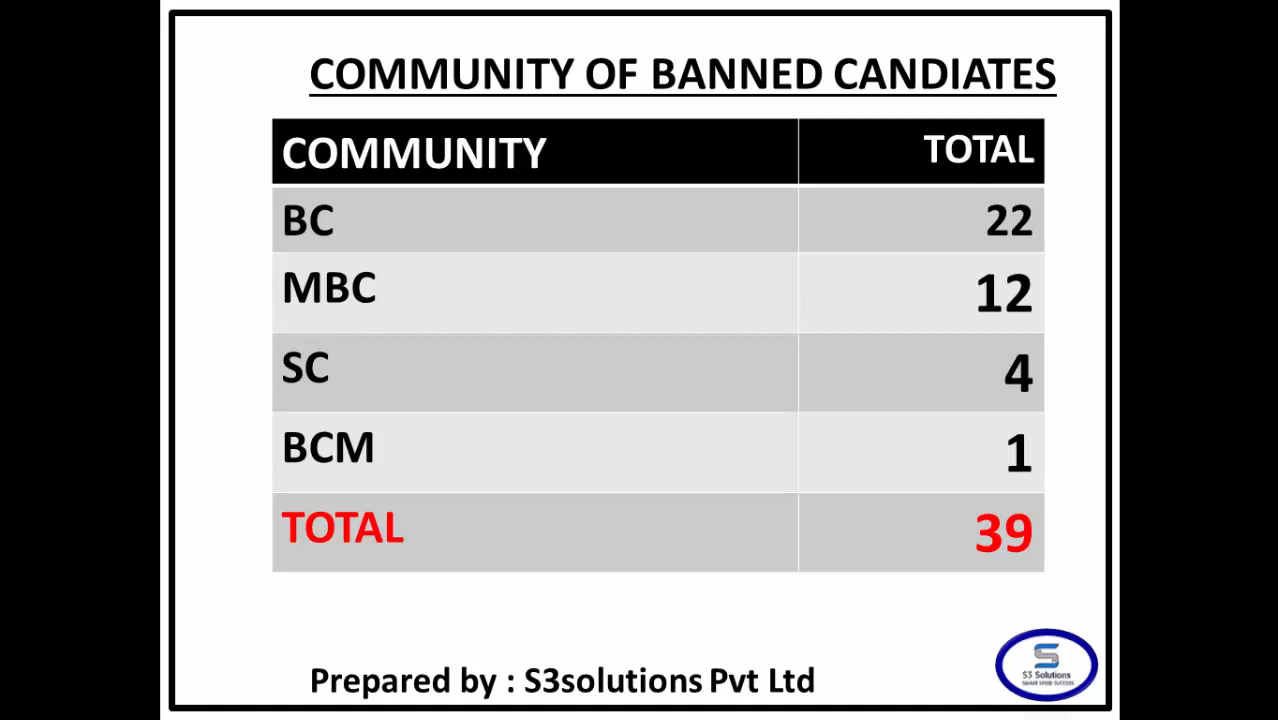 COMMUNITY OF BANNED CANDIATES
COMMUNITY TOTAL
BC 22
MBC 12
SC 4
BCM 1
TOTAL 39
Prepared by : S3solutions Pvt Ltd
S3 Solutions